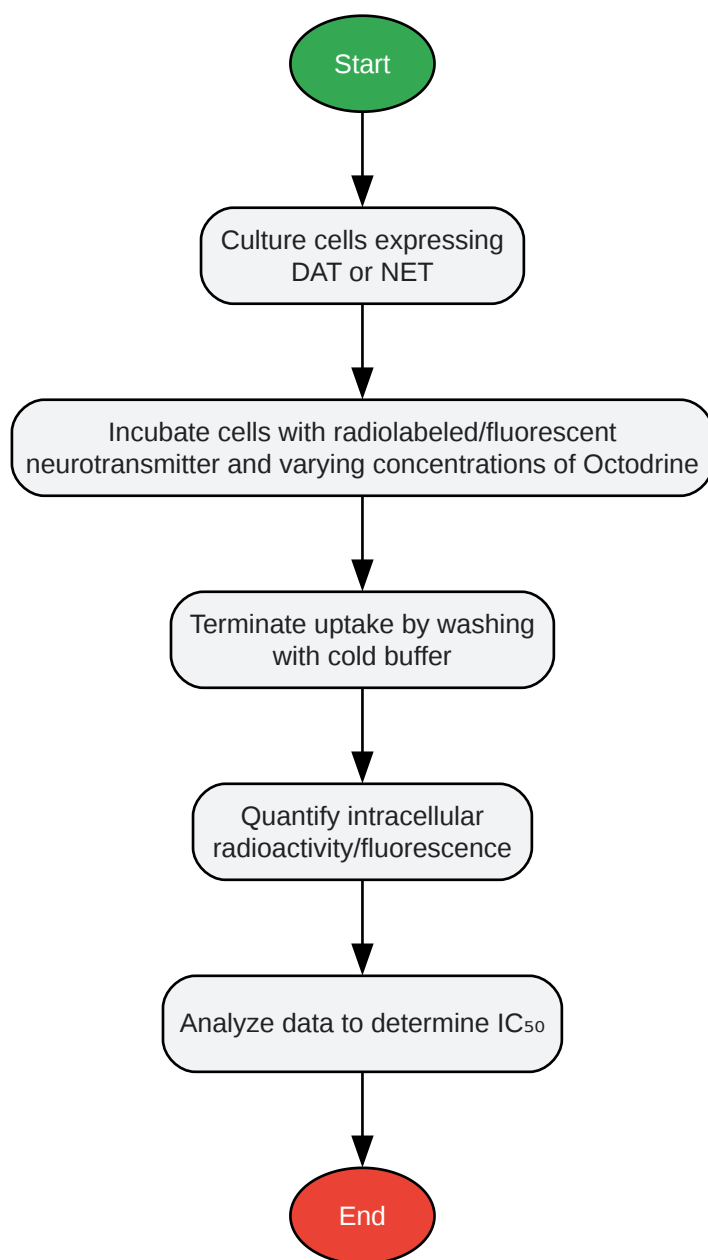 Start
Culture cells expressing
DAT or NET
Incubate cells with radiolabeled/fluorescent
neurotransmitter and varying concentrations of Octodrine
Terminate uptake by washing
with cold buffer
Quantify intracellular
radioactivity/fluorescence
Analyze data to determine IC₅₀
End